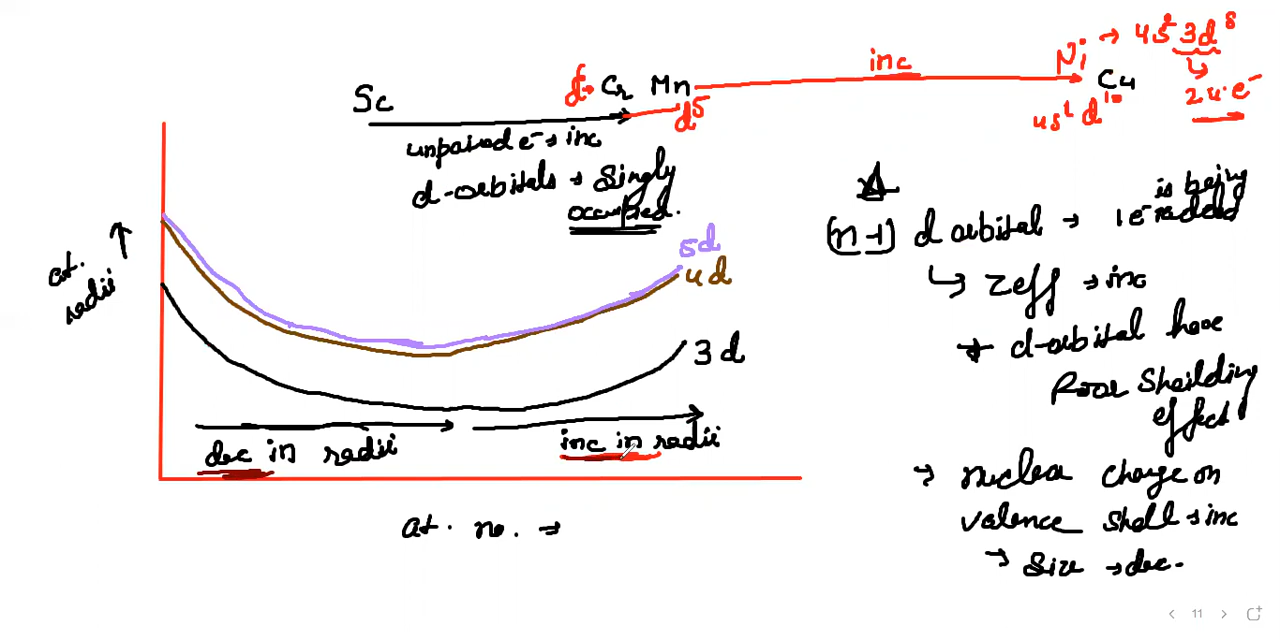 Ni → 4s² 3d⁸
inc
Sc
Cr Mn
Cu
d⁵
4s¹ d¹⁰
2 u.e⁻
unpaired e⁻ → inc
d-orbitals → Singly
occupied.
at.
radii
5d
4d
3d
dec in radii
inc in radii
at. no. →
is being
(n-1) d orbital → 1e⁻ added
↳ Zeff → inc
→ d-orbital have
Poor Sheilding
effect
→ nuclear charge on
valence shell → inc
→ Size → dec.
< 11 >